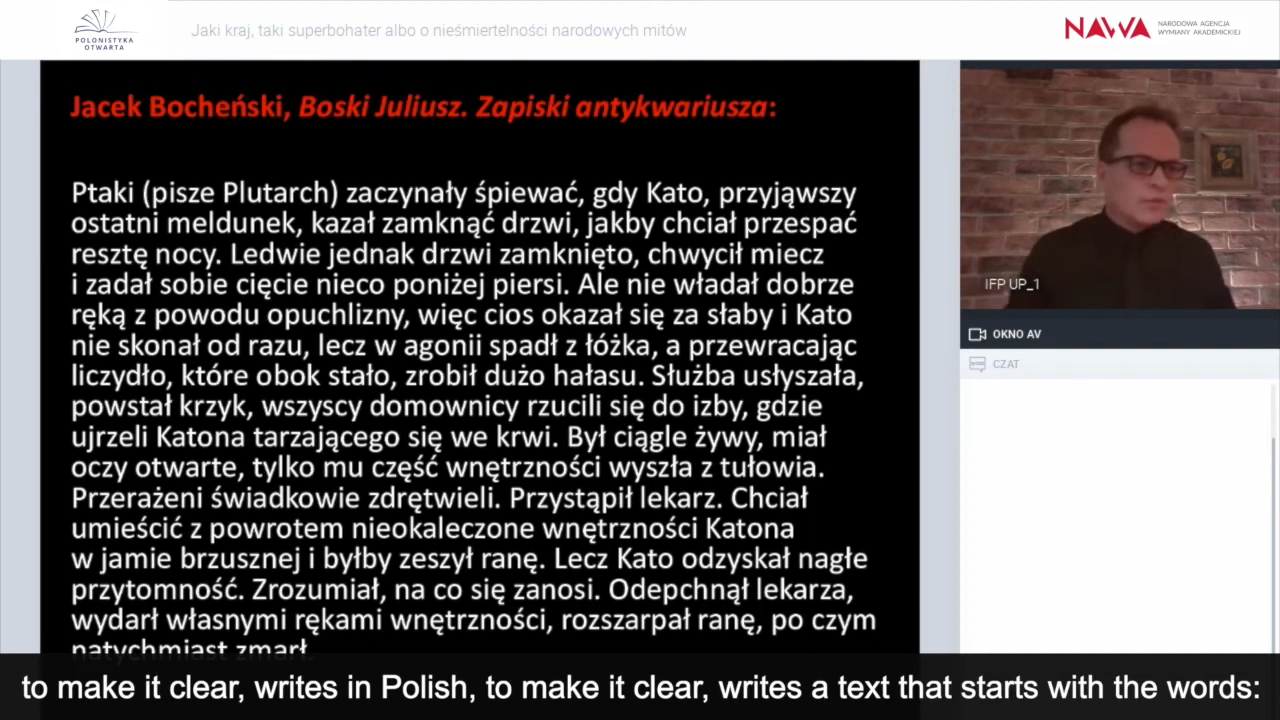 POLONISTYKA
OTWARTA
Jaki kraj, taki superbohater albo o nieśmiertelności narodowych mitów
NAWA
NARODOWA AGENCJA
WYMIANY AKADEMICKIEJ
Jacek Bocheński, Boski Juliusz. Zapiski antykwariusza:
Ptaki (pisze Plutarch) zaczynały śpiewać, gdy Kato, przyjąwszy
ostatni meldunek, kazał zamknąć drzwi, jakby chciał przespać
resztę nocy. Ledwie jednak drzwi zamknięto, chwycił miecz
i zadał sobie cięcie nieco poniżej piersi. Ale nie władał dobrze
ręką z powodu opuchlizny, więc cios okazał się za słaby i Kato
nie skonał od razu, lecz w agonii spadł z łóżka, a przewracając
liczydło, które obok stało, zrobił dużo hałasu. Służba usłyszała,
powstał krzyk, wszyscy domownicy rzucili się do izby, gdzie
ujrzeli Katona tarzającego się we krwi. Był ciągle żywy, miał
oczy otwarte, tylko mu część wnętrzności wyszła z tułowia.
Przerażeni świadkowie zdrętwieli. Przystąpił lekarz. Chciał
umieścić z powrotem nieokaleczone wnętrzności Katona
w jamie brzusznej i byłby zeszył ranę. Lecz Kato odzyskał nagłe
przytomność. Zrozumiał, na co się zanosi. Odepchnął lekarza,
wydarł własnymi rękami wnętrzności, rozszarpał ranę, po czym
natychmiast zmarł.
IFP UP_1
OKNO AV
CZAT
to make it clear, writes in Polish, to make it clear, writes a text that starts with the words: